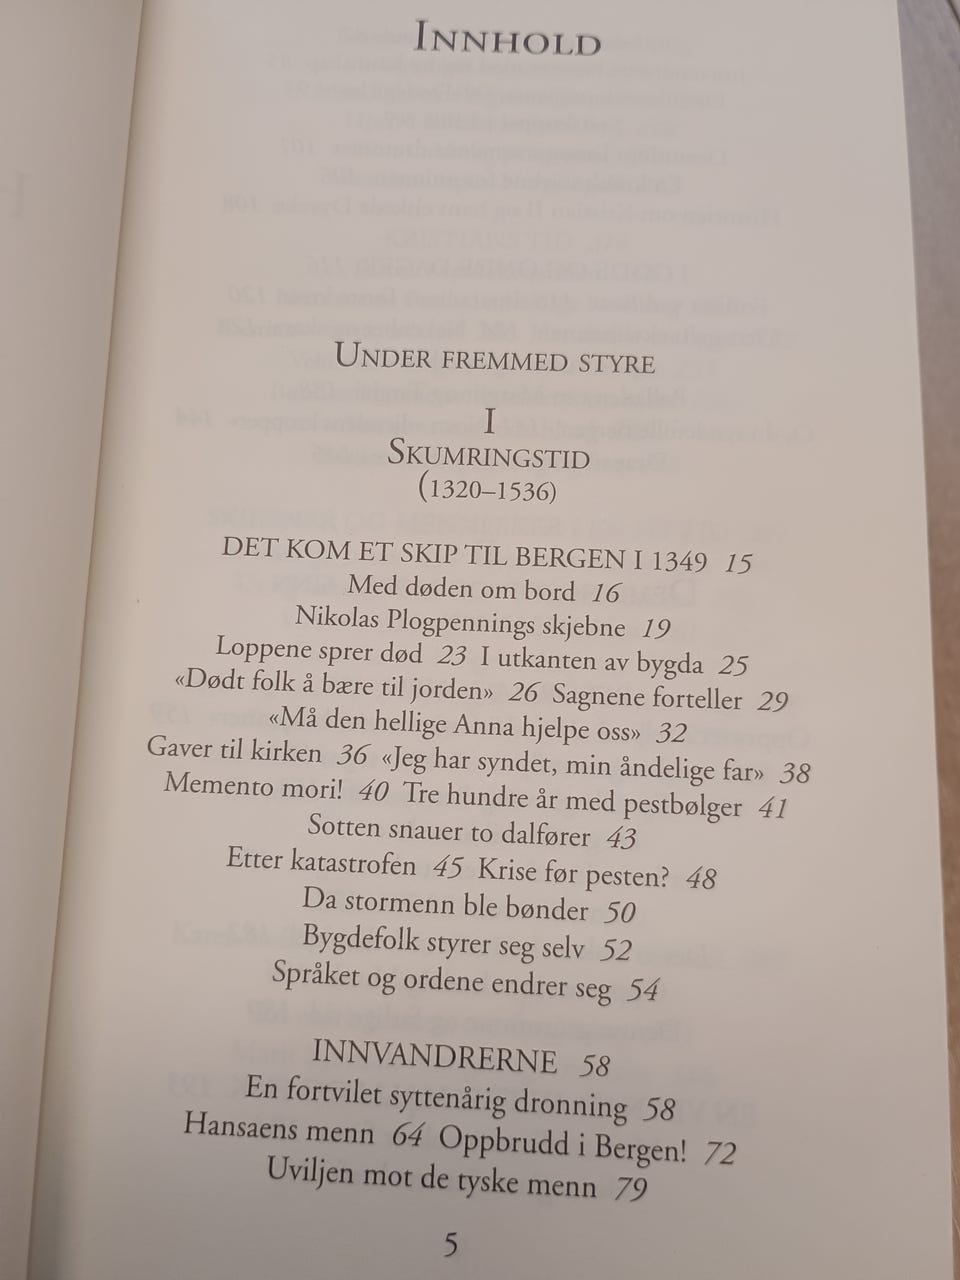 INNHOLD
UNDER FREMMED STYRE
I
SKUMRINGSTID
(1320–1536)
DET KOM ET SKIP TIL BERGEN I 1349 15
Med døden om bord 16
Nikolas Plogpennings skjebne 19
Loppene sprer død 23 I utkanten av bygda 25
«Dødt folk å bære til jorden» 26 Sagnene forteller 29
«Må den hellige Anna hjelpe oss» 32
Gaver til kirken 36 «Jeg har syndet, min åndelige far» 38
Memento mori! 40 Tre hundre år med pestbølger 41
Sotten snauer to dalfører 43
Etter katastrofen 45 Krise før pesten? 48
Da stormenn ble bønder 50
Bygdefolk styrer seg selv 52
Språket og ordene endrer seg 54
INNVANDRERNE 58
En fortvilet syttenårig dronning 58
Hansaens menn 64 Oppbrudd i Bergen! 72
Uviljen mot de tyske menn 79
5